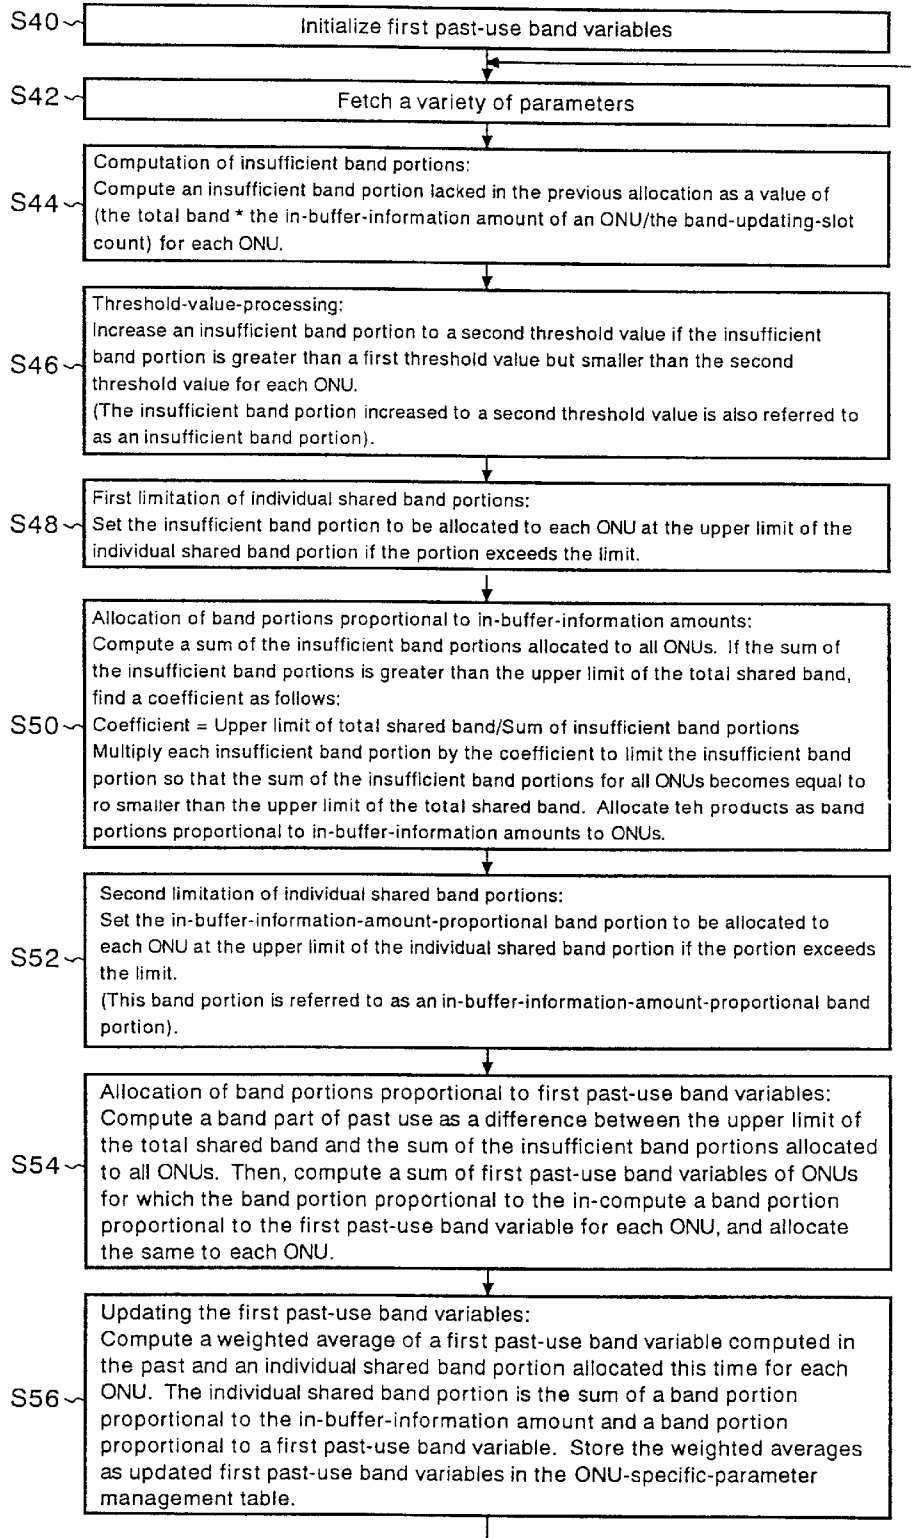 S40
Initialize first past-use band variables
S42
Fetch a variety of parameters
S44
Computation of insufficient band portions:
Compute an insufficient band portion lacked in the previous allocation as a value of
(the total band * the in-buffer-information amount of an ONU/the band-updating-slot
count) for each ONU.
S46
Threshold-value-processing:
Increase an insufficient band portion to a second threshold value if the insufficient
band portion is greater than a first threshold value but smaller than the second
threshold value for each ONU.
(The insufficient band portion increased to a second threshold value is also referred to
as an insufficient band portion).
S48
First limitation of individual shared band portions:
Set the insufficient band portion to be allocated to each ONU at the upper limit of the
individual shared band portion if the portion exceeds the limit.
S50
Allocation of band portions proportional to in-buffer-information amounts:
Compute a sum of the insufficient band portions allocated to all ONUs. If the sum of
the insufficient band portions is greater than the upper limit of the total shared band,
find a coefficient as follows:
Coefficient = Upper limit of total shared band/Sum of insufficient band portions
Multiply each insufficient band portion by the coefficient to limit the insufficient band
portion so that the sum of the insufficient band portions for all ONUs becomes equal to
ro smaller than the upper limit of the total shared band. Allocate teh products as band
portions proportional to in-buffer-information amounts to ONUs.
S52
Second limitation of individual shared band portions:
Set the in-buffer-information-amount-proportional band portion to be allocated to
each ONU at the upper limit of the individual shared band portion if the portion exceeds
the limit.
(This band portion is referred to as an in-buffer-information-amount-proportional band
portion).
S54
Allocation of band portions proportional to first past-use band variables:
Compute a band part of past use as a difference between the upper limit of
the total shared band and the sum of the insufficient band portions allocated
to all ONUs. Then, compute a sum of first past-use band variables of ONUs
for which the band portion proportional to the in-compute a band portion
proportional to the first past-use band variable for each ONU, and allocate
the same to each ONU.
S56
Updating the first past-use band variables:
Compute a weighted average of a first past-use band variable computed in
the past and an individual shared band portion allocated this time for each
ONU. The individual shared band portion is the sum of a band portion
proportional to the in-buffer-information amount and a band portion
proportional to a first past-use band variable. Store the weighted averages
as updated first past-use band variables in the ONU-specific-parameter
management table.